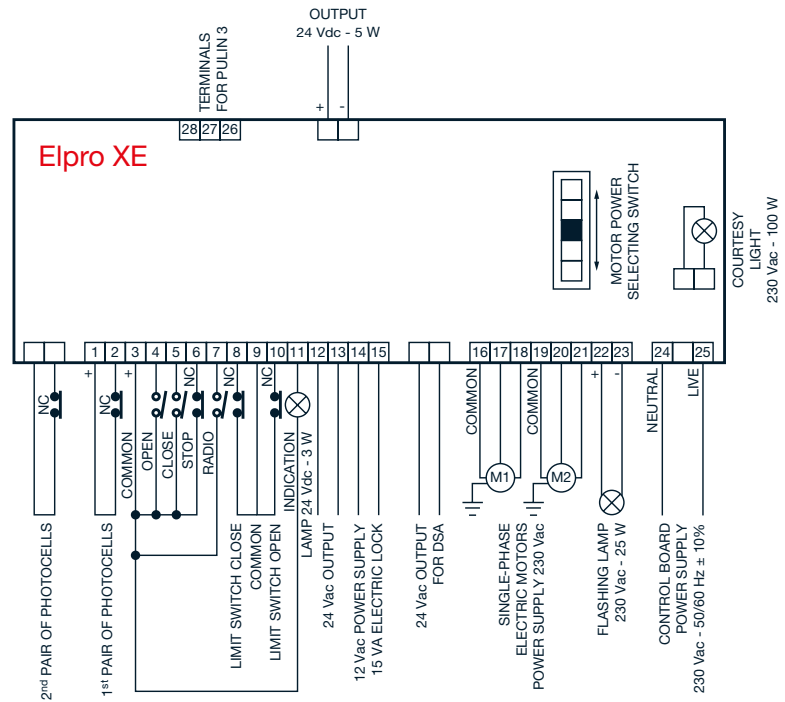 OUTPUT
24 Vdc - 5 W
TERMINALS
FOR PULIN 3
+ -
28 27 26
Elpro XE
MOTOR POWER
SELECTING SWITCH
COURTESY
LIGHT
230 Vac - 100 W
1 2 3 4 5 6 7 8 9 10 11 12 13 14 15 16 17 18 19 20 21 22 23 24 25
+ + + -
NC
NC
COMMON
OPEN
CLOSE
NC
STOP
RADIO
NC
NC
INDICATION
LAMP 24 Vdc - 3 W
COMMON
COMMON
NEUTRAL
LIVE
M1
M2
2nd PAIR OF PHOTOCELLS
1st PAIR OF PHOTOCELLS
LIMIT SWITCH CLOSE
COMMON
LIMIT SWITCH OPEN
24 Vac OUTPUT
12 Vac POWER SUPPLY
15 VA ELECTRIC LOCK
24 Vac OUTPUT
FOR DSA
SINGLE-PHASE
ELECTRIC MOTORS
POWER SUPPLY 230 Vac
FLASHING LAMP
230 Vac - 25 W
CONTROL BOARD
POWER SUPPLY
230 Vac - 50/60 Hz ± 10%